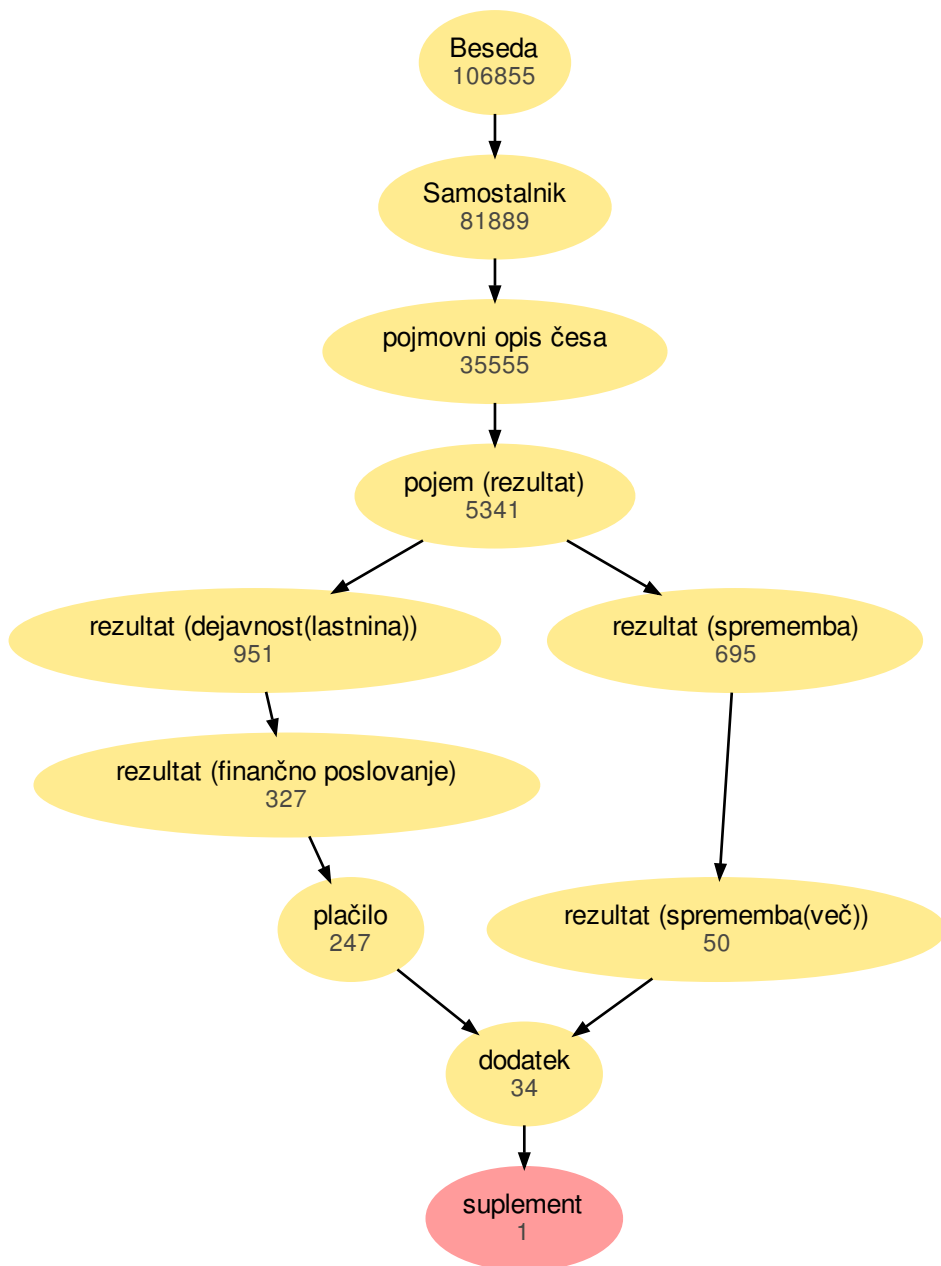 Beseda
106855
Samostalnik
81889
pojmovni opis česa
35555
pojem (rezultat)
5341
rezultat (dejavnost(lastnina))
951
rezultat (sprememba)
695
rezultat (finančno poslovanje)
327
plačilo
247
rezultat (sprememba(več))
50
dodatek
34
suplement
1